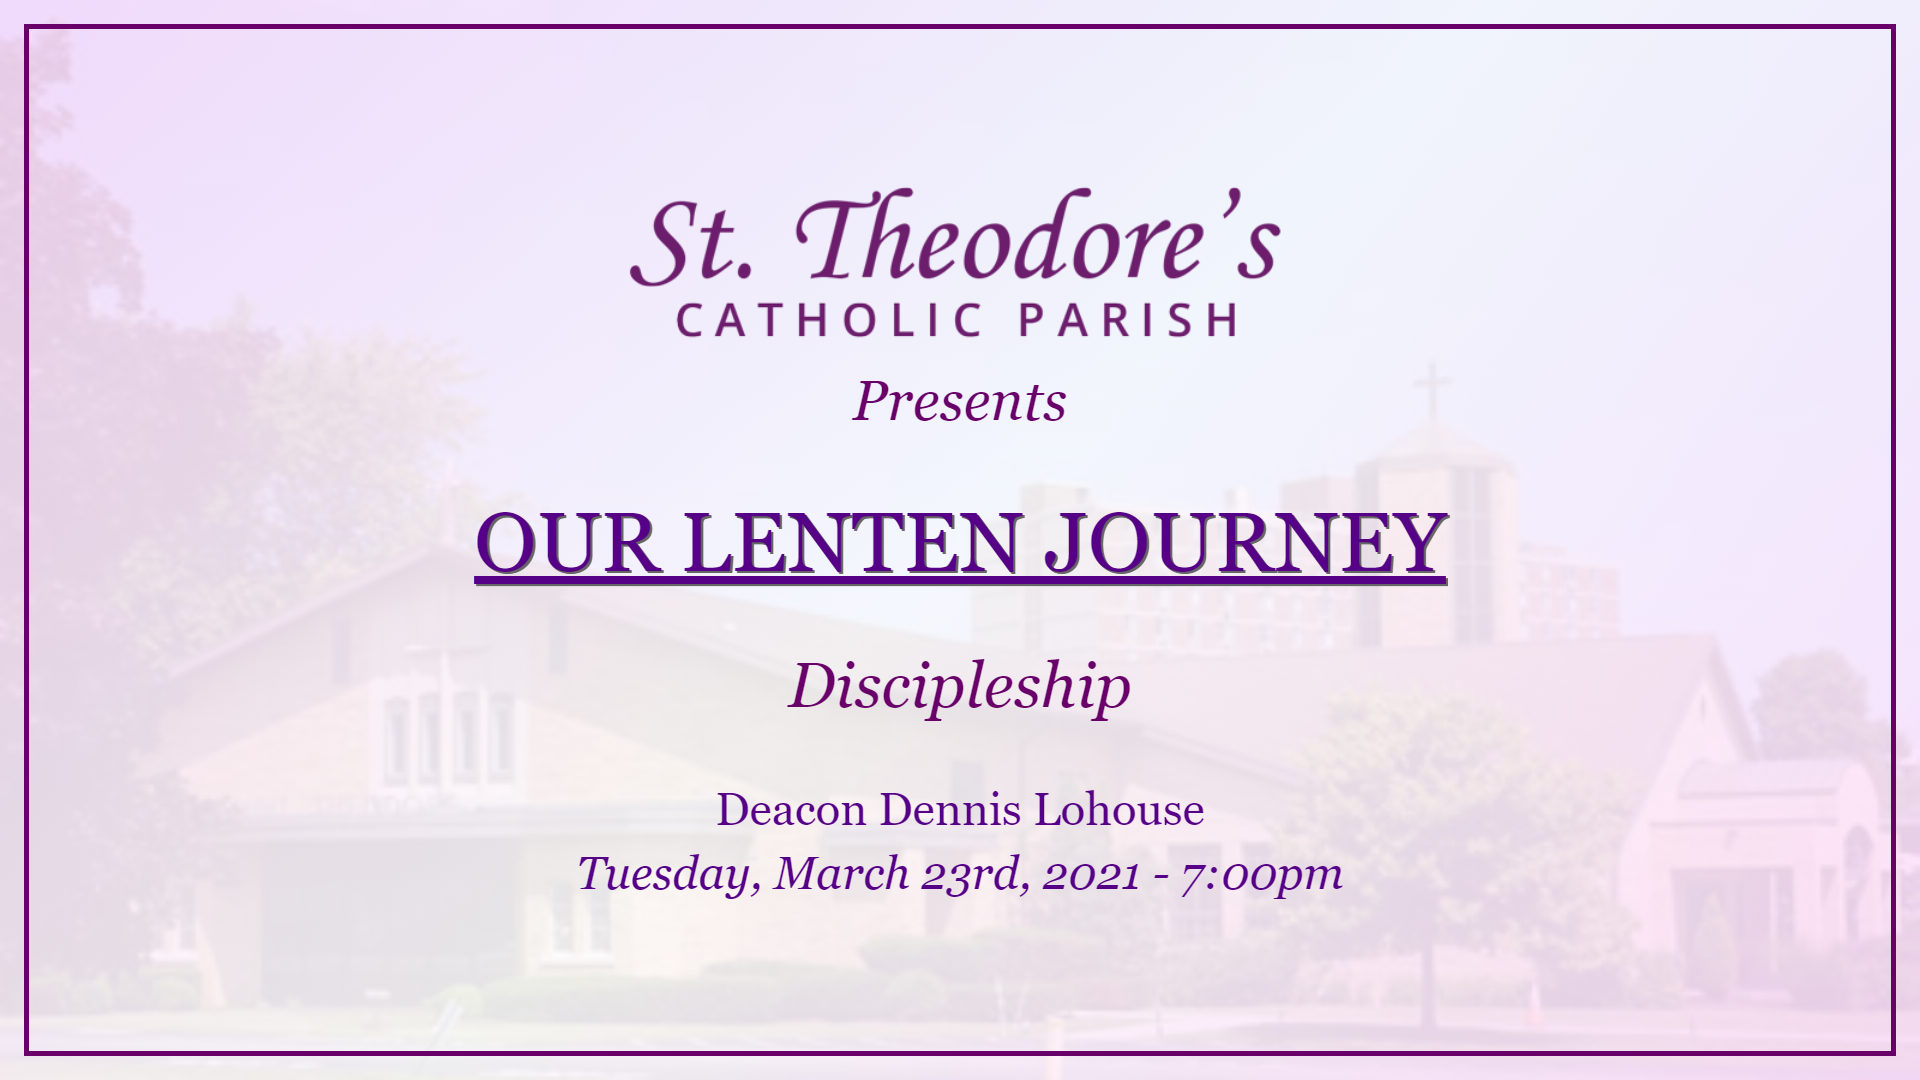 St. Theodore’s
CATHOLIC PARISH
Presents
OUR LENTEN JOURNEY
Discipleship
Deacon Dennis Lohouse
Tuesday, March 23rd, 2021 - 7:00pm